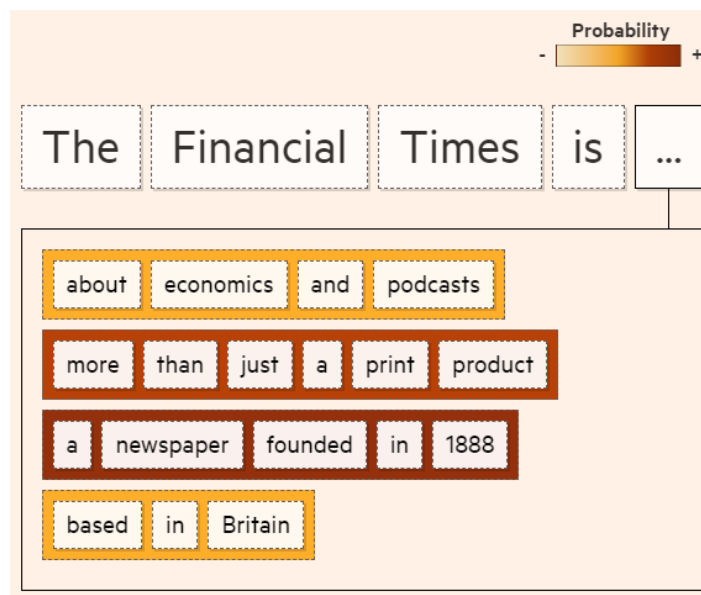 Probability
- +
The Financial Times is ...
about economics and podcasts
more than just a print product
a newspaper founded in 1888
based in Britain